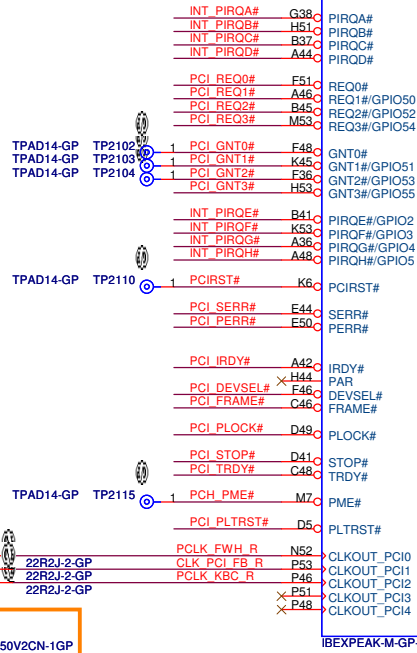 INT_PIRQA# G38 PIRQA#
INT_PIRQB# H51 PIRQB#
INT_PIRQC# B37 PIRQC#
INT_PIRQD# A44 PIRQD#
PCI_REQ0# F51 REQ0#
PCI_REQ1# A46 REQ1#/GPIO50
PCI_REQ2# B45 REQ2#/GPIO52
PCI_REQ3# M53 REQ3#/GPIO54
TPAD14-GP TP2102 1 PCI_GNT0# F48 GNT0#
TPAD14-GP TP2103 1 PCI_GNT1# K45 GNT1#/GPIO51
TPAD14-GP TP2104 1 PCI_GNT2# F36 GNT2#/GPIO53
PCI_GNT3# H53 GNT3#/GPIO55
INT_PIRQE# B41 PIRQE#/GPIO2
INT_PIRQF# K53 PIRQF#/GPIO3
INT_PIRQG# A36 PIRQG#/GPIO4
INT_PIRQH# A48 PIRQH#/GPIO5
TPAD14-GP TP2110 1 PCIRST# K6 PCIRST#
PCI_SERR# E44 SERR#
PCI_PERR# E50 PERR#
PCI_IRDY# A42 IRDY#
H44 PAR
PCI_DEVSEL# F46 DEVSEL#
PCI_FRAME# C46 FRAME#
PCI_PLOCK# D49 PLOCK#
PCI_STOP# D41 STOP#
PCI_TRDY# C48 TRDY#
TPAD14-GP TP2115 1 PCH_PME# M7 PME#
PCI_PLTRST# D5 PLTRST#
PCLK_FWH_R N52 CLKOUT_PCI0
22R2J-2-GP CLK_PCI_FB_R P53 CLKOUT_PCI1
22R2J-2-GP PCLK_KBC_R P46 CLKOUT_PCI2
22R2J-2-GP P51 CLKOUT_PCI3
P48 CLKOUT_PCI4
50V2CN-1GP IBEXPEAK-M-GP-